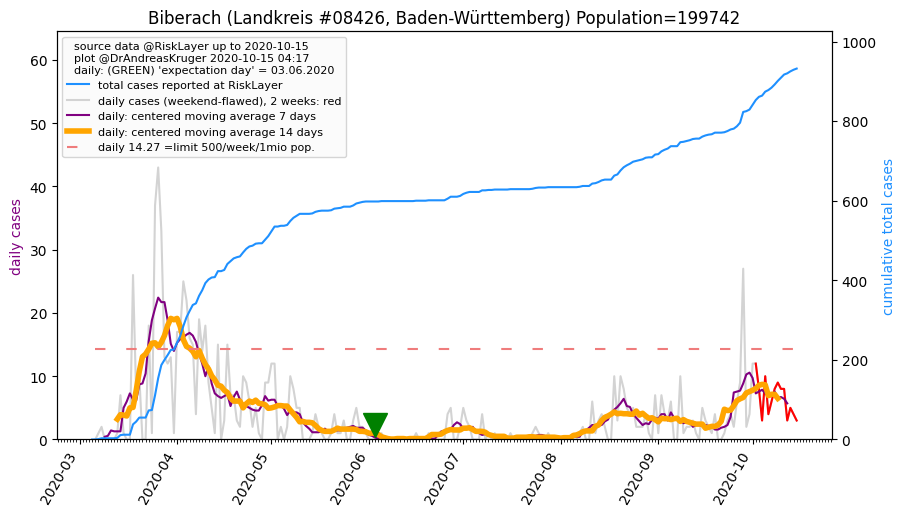 Biberach (Landkreis #08426, Baden-Württemberg) Population=199742
source data @RiskLayer up to 2020-10-15
plot @DrAndreasKruger 2020-10-15 04:17
daily: (GREEN) 'expectation day' = 03.06.2020
total cases reported at RiskLayer
daily cases (weekend-flawed), 2 weeks: red
daily: centered moving average 7 days
daily: centered moving average 14 days
daily 14.27 =limit 500/week/1mio pop.
daily cases
60
50
40
30
20
10
0
1000
800
600
400
200
0
cumulative total cases
2020-03
2020-04
2020-05
2020-06
2020-07
2020-08
2020-09
2020-10